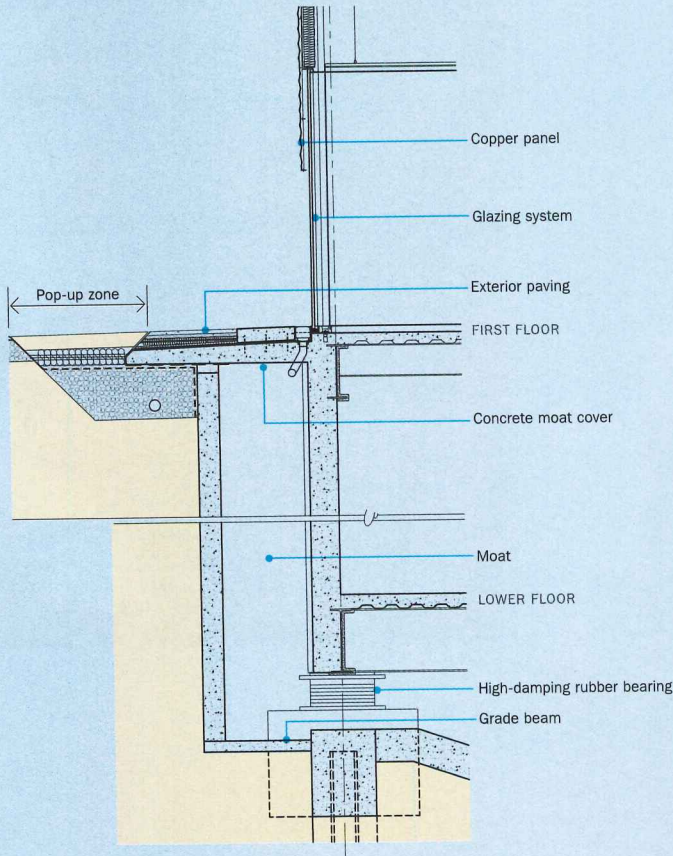 Copper panel
Glazing system
Exterior paving
Pop-up zone
FIRST FLOOR
Concrete moat cover
Moat
LOWER FLOOR
High-damping rubber bearing
Grade beam